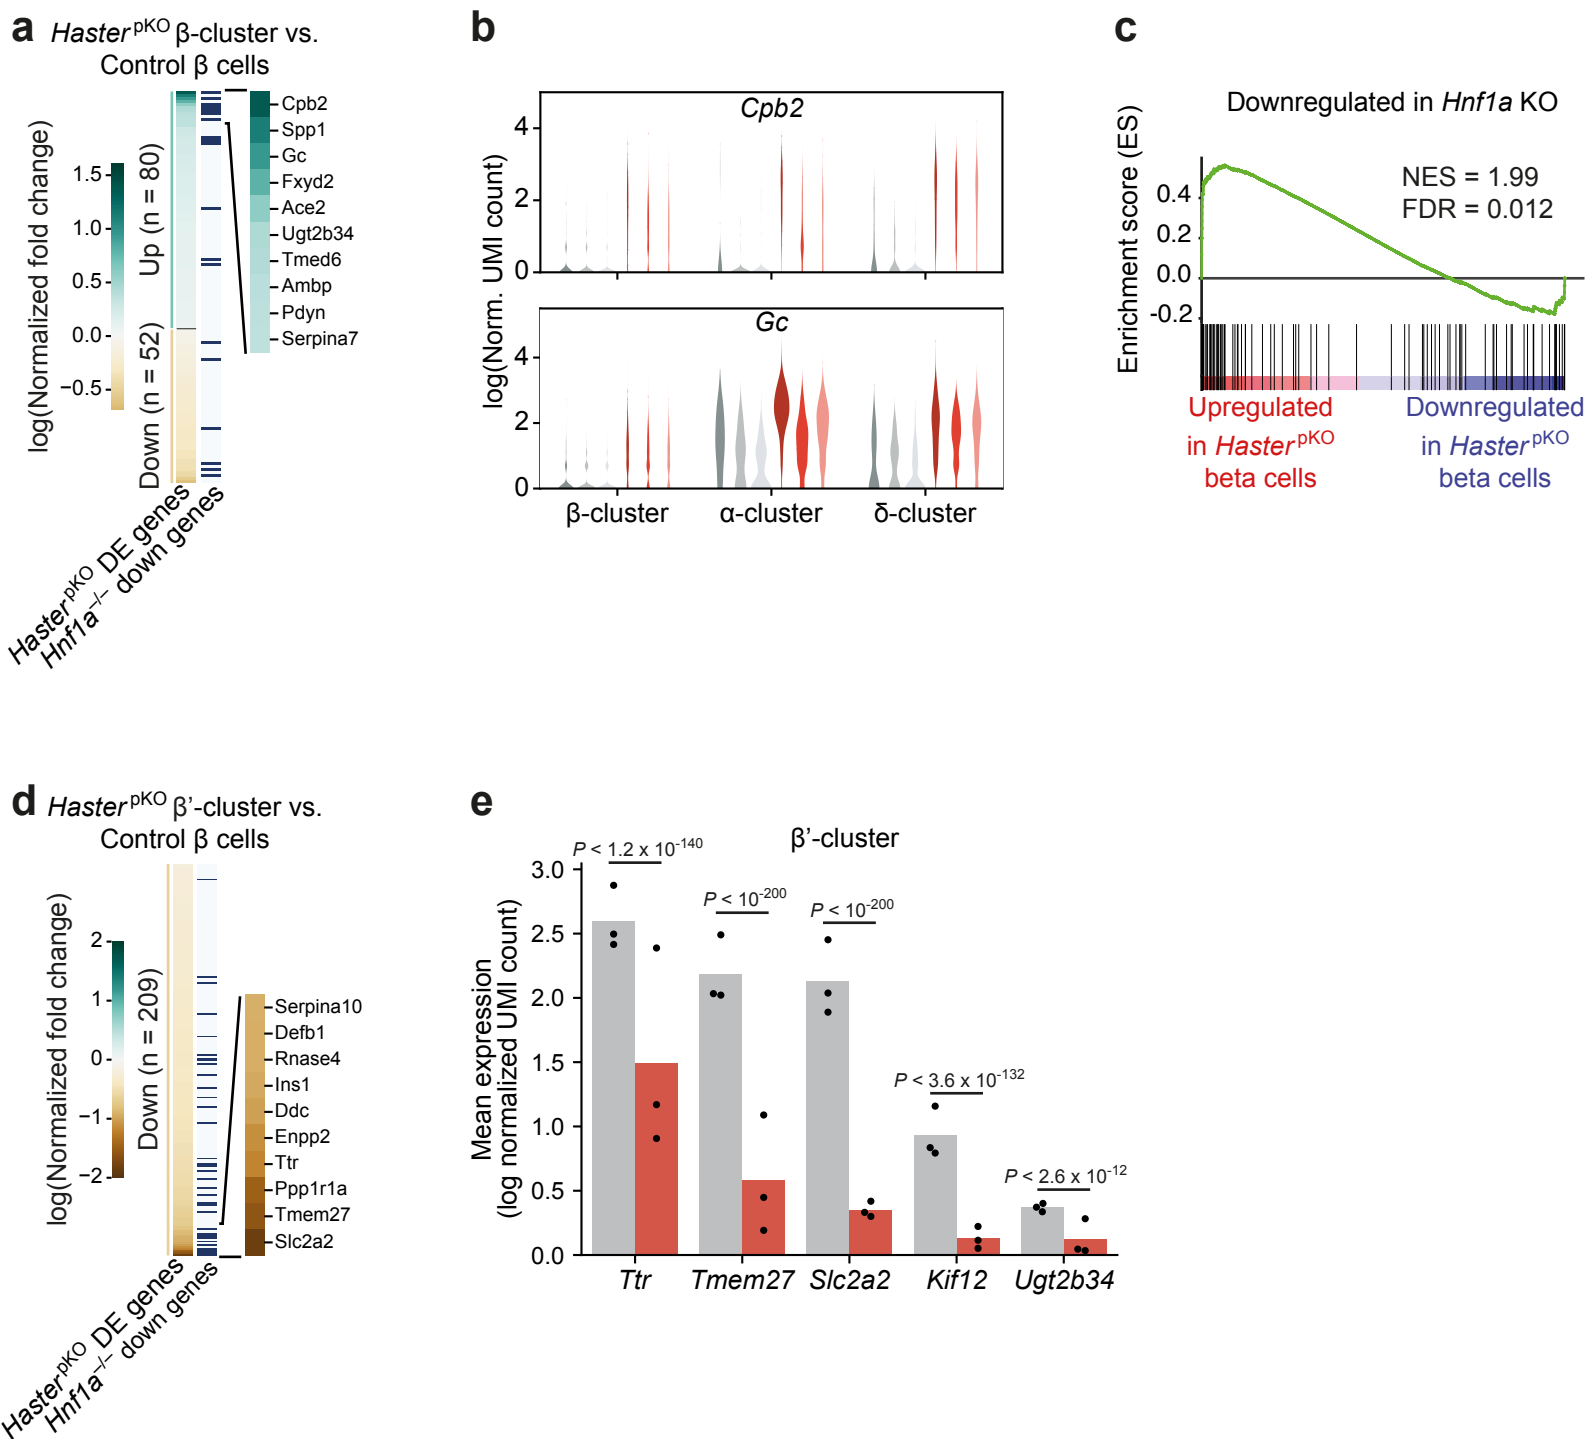 a
Haster pKO β-cluster vs.
Control β cells
log(Normalized fold change)
1.5
1.0
0.5
0.0
−0.5
Up (n = 80)
Down (n = 52)
Cpb2
Spp1
Gc
Fxyd2
Ace2
Ugt2b34
Tmed6
Ambp
Pdyn
Serpina7
Haster pKO DE genes
Hnf1a −/− down genes
b
log(Norm. UMI count)
Cpb2
4
2
0
Gc
4
2
0
β-cluster
α-cluster
δ-cluster
c
Downregulated in Hnf1a KO
Enrichment score (ES)
0.4
0.2
0.0
-0.2
NES = 1.99
FDR = 0.012
Upregulated
in Haster pKO
beta cells
Downregulated
in Haster pKO
beta cells
d
Haster pKO β’-cluster vs.
Control β cells
log(Normalized fold change)
2
1
0
−1
−2
Down (n = 209)
Serpina10
Defb1
Rnase4
Ins1
Ddc
Enpp2
Ttr
Ppp1r1a
Tmem27
Slc2a2
Haster pKO DE genes
Hnf1a −/− down genes
e
β’-cluster
Mean expression
(log normalized UMI count)
3.0
2.5
2.0
1.5
1.0
0.5
0.0
P < 1.2 x 10-140
P < 10-200
P < 10-200
P < 3.6 x 10-132
P < 2.6 x 10-12
Ttr
Tmem27
Slc2a2
Kif12
Ugt2b34